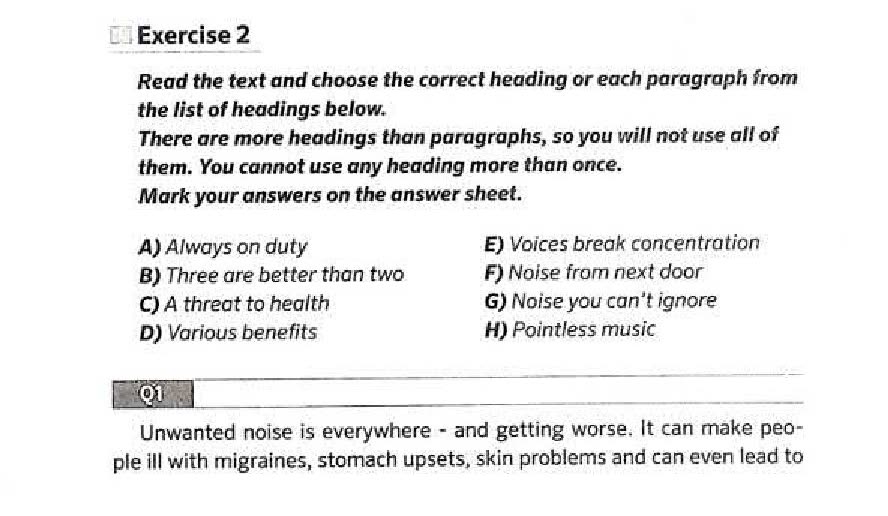 Exercise 2
Read the text and choose the correct heading or each paragraph from
the list of headings below.
There are more headings than paragraphs, so you will not use all of
them. You cannot use any heading more than once.
Mark your answers on the answer sheet.
A) Always on duty
B) Three are better than two
C) A threat to health
D) Various benefits
E) Voices break concentration
F) Noise from next door
G) Noise you can't ignore
H) Pointless music
Q1
Unwanted noise is everywhere - and getting worse. It can make peo-
ple ill with migraines, stomach upsets, skin problems and can even lead to